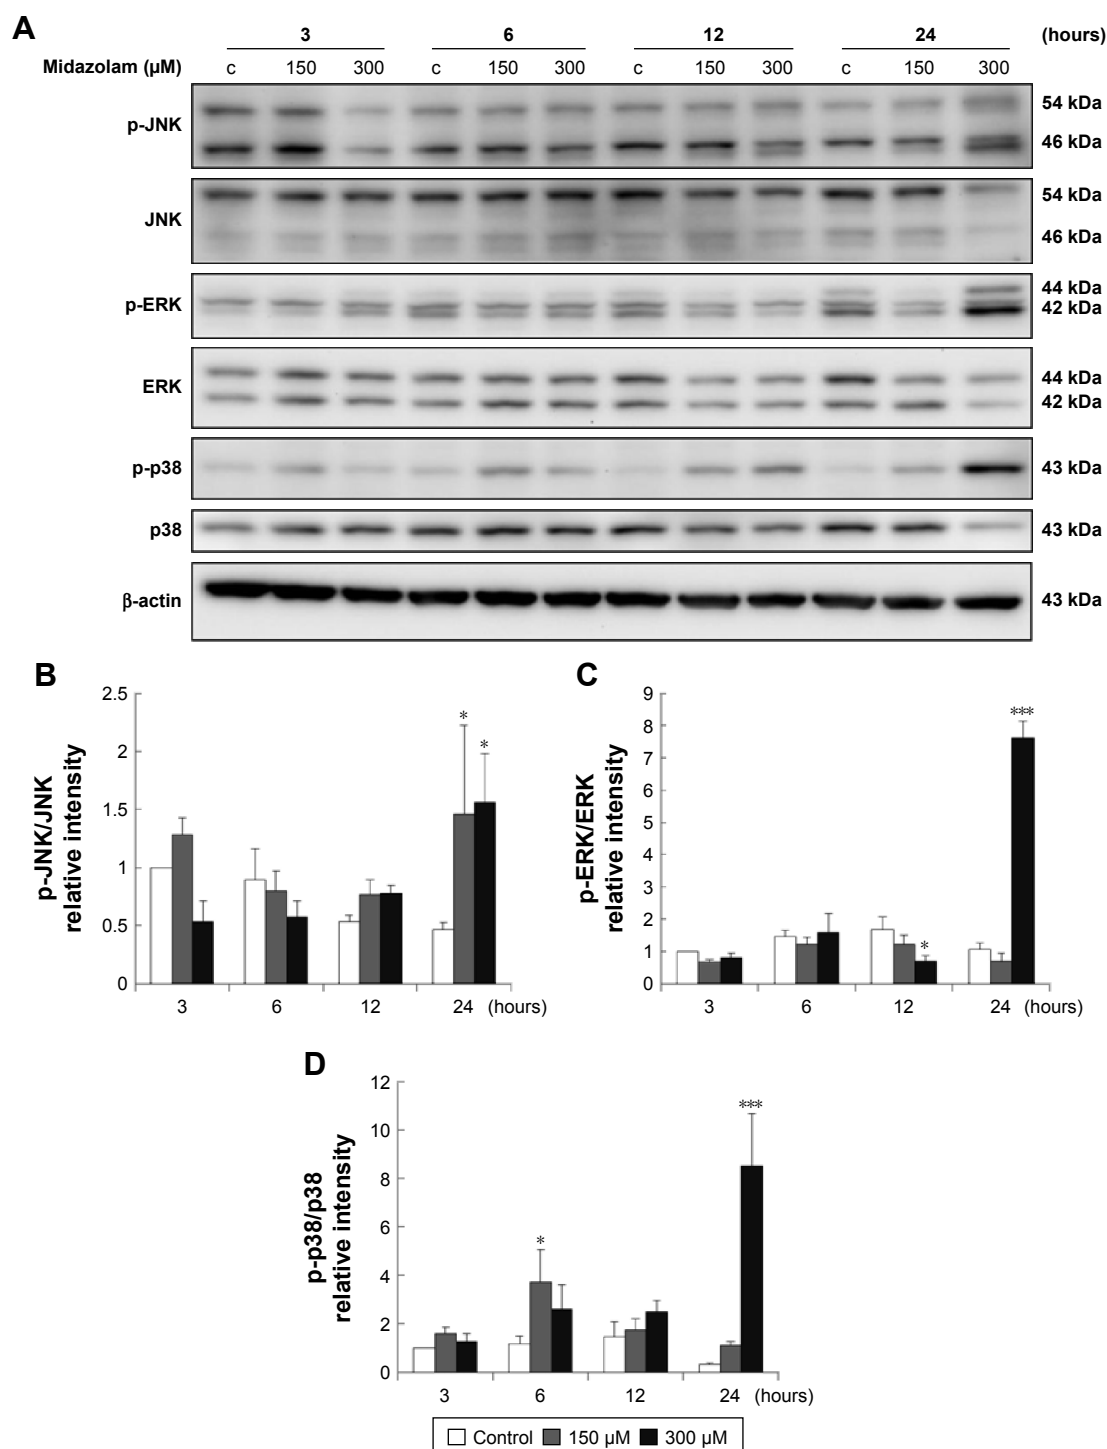 A
3 6 12 24 (hours)
Midazolam (µM) c 150 300 c 150 300 c 150 300 c 150 300
p-JNK 54 kDa
46 kDa
JNK 54 kDa
46 kDa
p-ERK 44 kDa
42 kDa
ERK 44 kDa
42 kDa
p-p38 43 kDa
p38 43 kDa
β-actin 43 kDa
B
p-JNK/JNK
relative intensity
2.5
2
1.5
1
0.5
0
* *
3 6 12 24 (hours)
C
p-ERK/ERK
relative intensity
9
8
7
6
5
4
3
2
1
0
* ***
3 6 12 24 (hours)
D
p-p38/p38
relative intensity
12
10
8
6
4
2
0
* ***
3 6 12 24 (hours)
Control 150 µM 300 µM